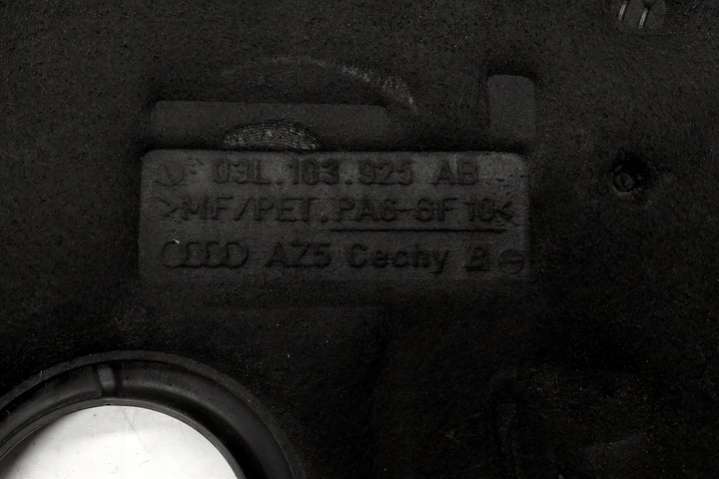 03L.103.925 AB
>MF/PET.PA6-GF10<
AZ5 Cechy B